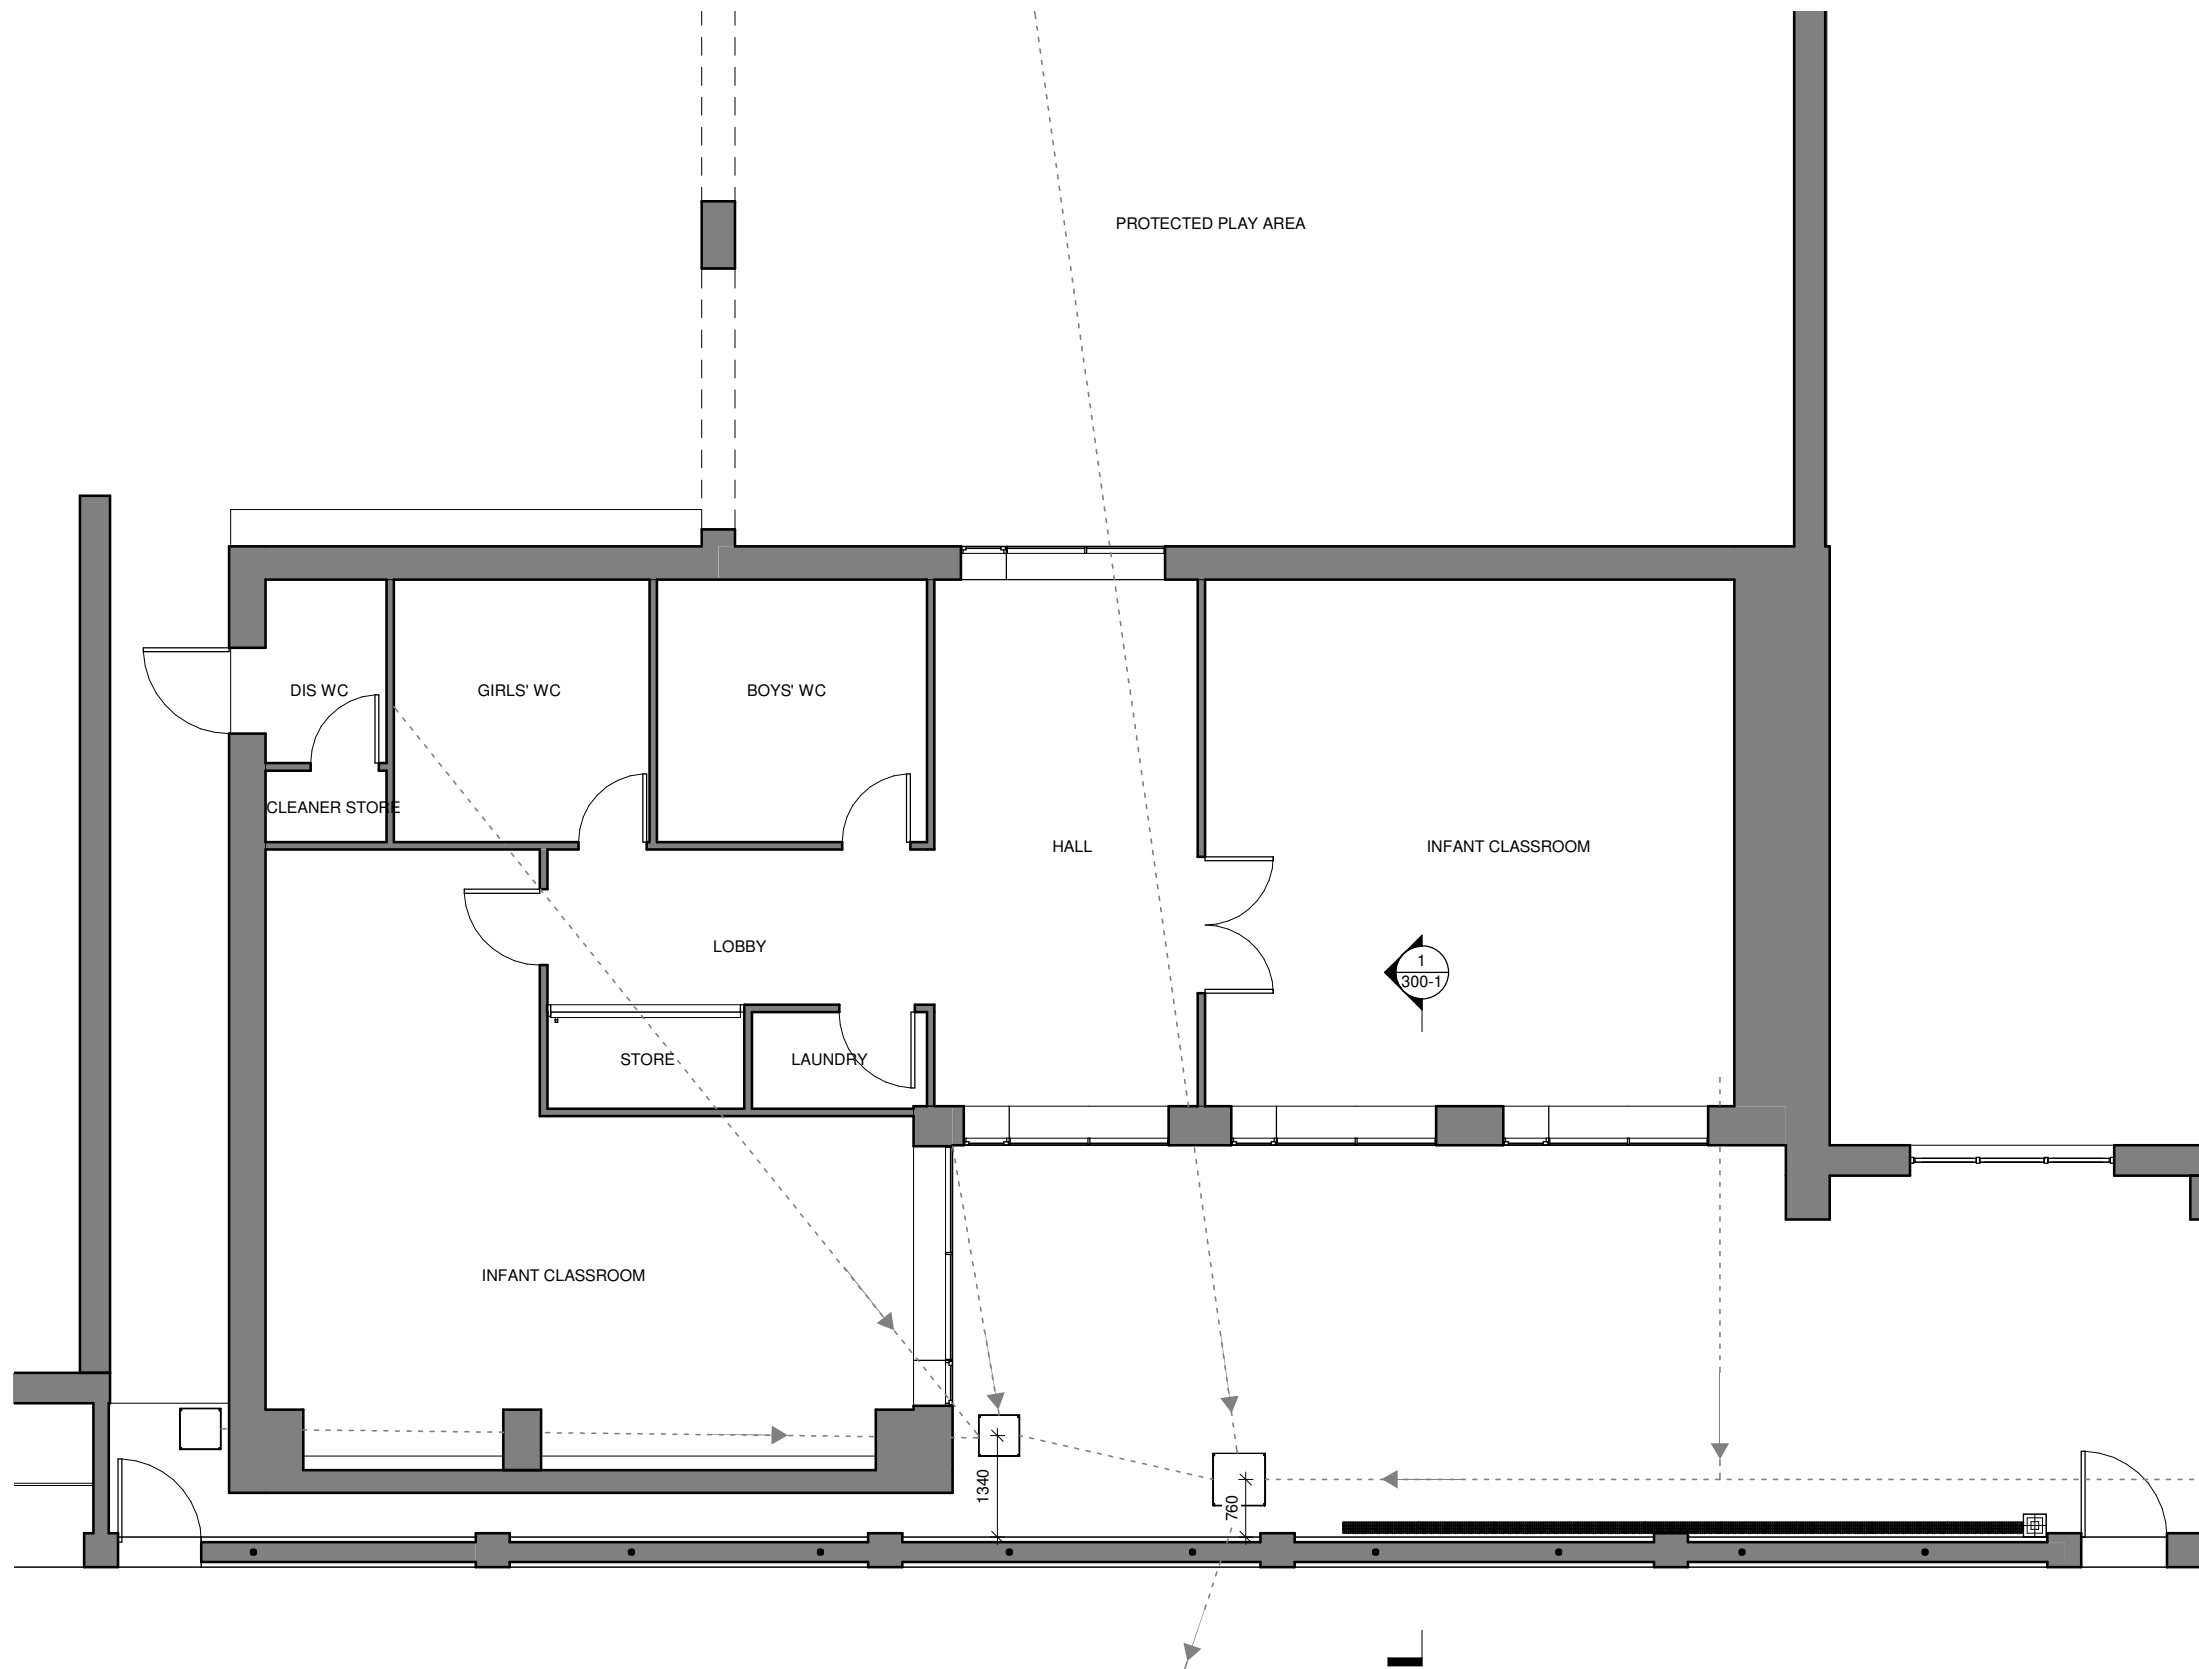 PROTECTED PLAY AREA
DIS WC
GIRLS' WC
BOYS' WC
CLEANER STORE
HALL
INFANT CLASSROOM
LOBBY
1
300-1
STORE
LAUNDRY
INFANT CLASSROOM
1340
760